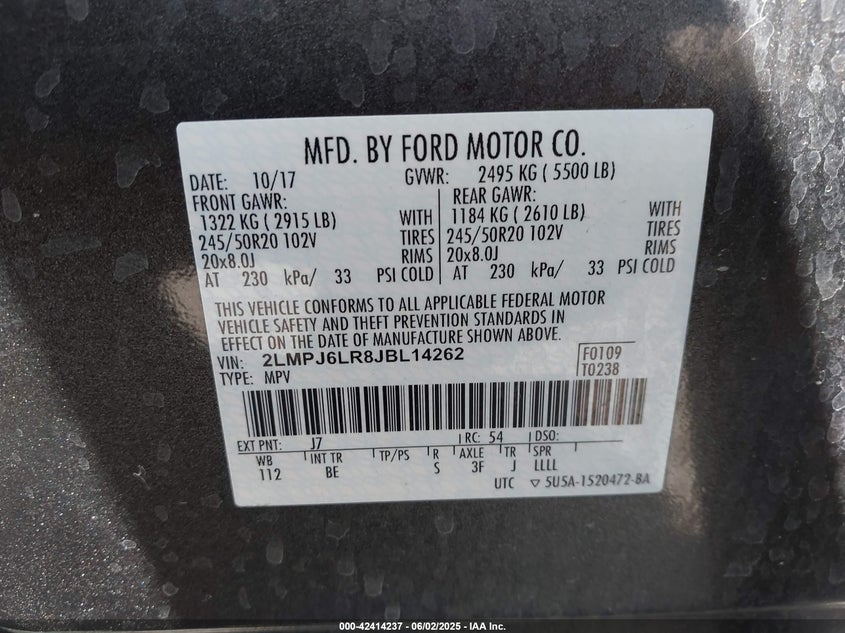 MFD. BY FORD MOTOR CO.
DATE: 10/17 GVWR: 2495 KG ( 5500 LB)
FRONT GAWR: REAR GAWR:
1322 KG ( 2915 LB) WITH 1184 KG ( 2610 LB) WITH
245/50R20 102V TIRES 245/50R20 102V TIRES
20x8.0J RIMS 20x8.0J RIMS
AT 230 kPa/ 33 PSI COLD AT 230 kPa/ 33 PSI COLD
THIS VEHICLE CONFORMS TO ALL APPLICABLE FEDERAL MOTOR
VEHICLE SAFETY AND THEFT PREVENTION STANDARDS IN
EFFECT ON THE DATE OF MANUFACTURE SHOWN ABOVE.
VIN: 2LMPJ6LR8JBL14262 F0109
TYPE: MPV T0238
EXT PNT: J7 RC: 54 DSO:
WB INT TR TP/PS R AXLE TR SPR
112 BE S 3F J LLLL
UTC ▽ 5U5A-1520472-BA
000-42414237 - 06/02/2025 - IAA Inc.